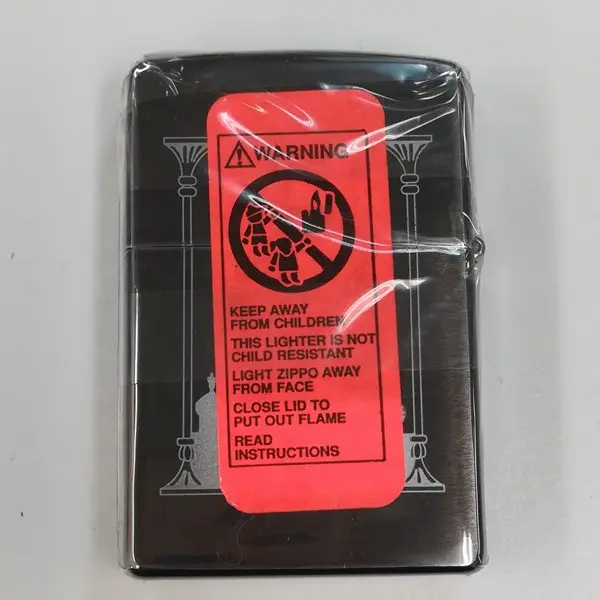 WARNING
KEEP AWAY
FROM CHILDREN
THIS LIGHTER IS NOT
CHILD RESISTANT
LIGHT ZIPPO AWAY
FROM FACE
CLOSE LID TO
PUT OUT FLAME
READ
INSTRUCTIONS